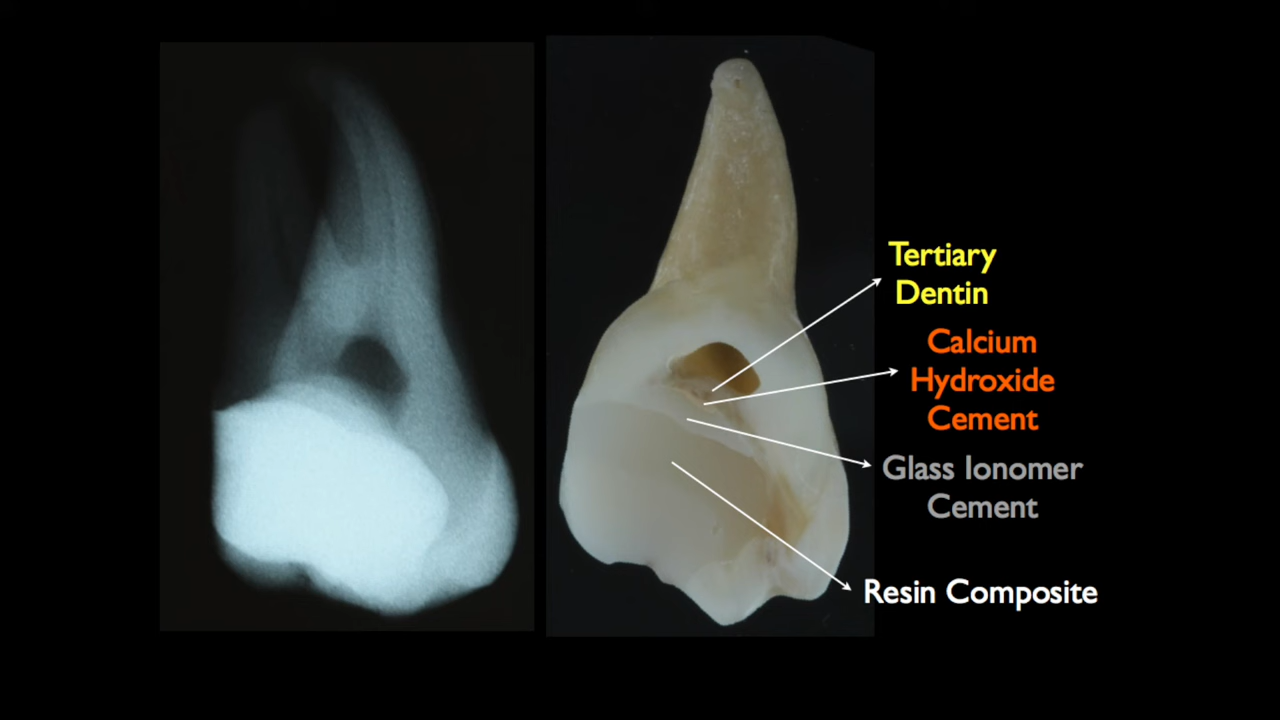 Tertiary
Dentin
Calcium
Hydroxide
Cement
Glass Ionomer
Cement
Resin Composite